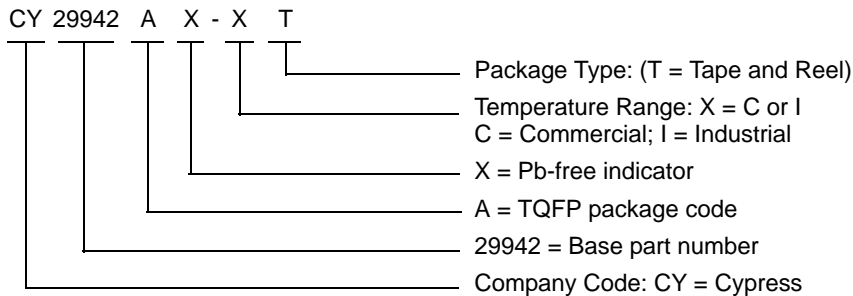 CY 29942 A X - X T
Package Type: (T = Tape and Reel)
Temperature Range: X = C or I
C = Commercial; I = Industrial
X = Pb-free indicator
A = TQFP package code
29942 = Base part number
Company Code: CY = Cypress